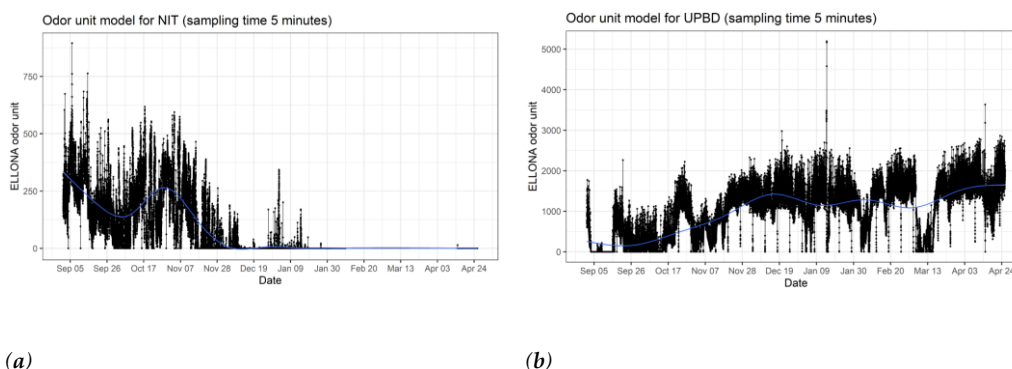 Odor unit model for NIT (sampling time 5 minutes)
ELLONA odor unit
750
500
250
0
Sep 05 Sep 26 Oct 17 Nov 07 Nov 28 Dec 19 Jan 09 Jan 30 Feb 20 Mar 13 Apr 03 Apr 24
Date
Odor unit model for UPBD (sampling time 5 minutes)
ELLONA odor unit
5000
4000
3000
2000
1000
0
Sep 05 Sep 26 Oct 17 Nov 07 Nov 28 Dec 19 Jan 09 Jan 30 Feb 20 Mar 13 Apr 03 Apr 24
Date
(a)
(b)